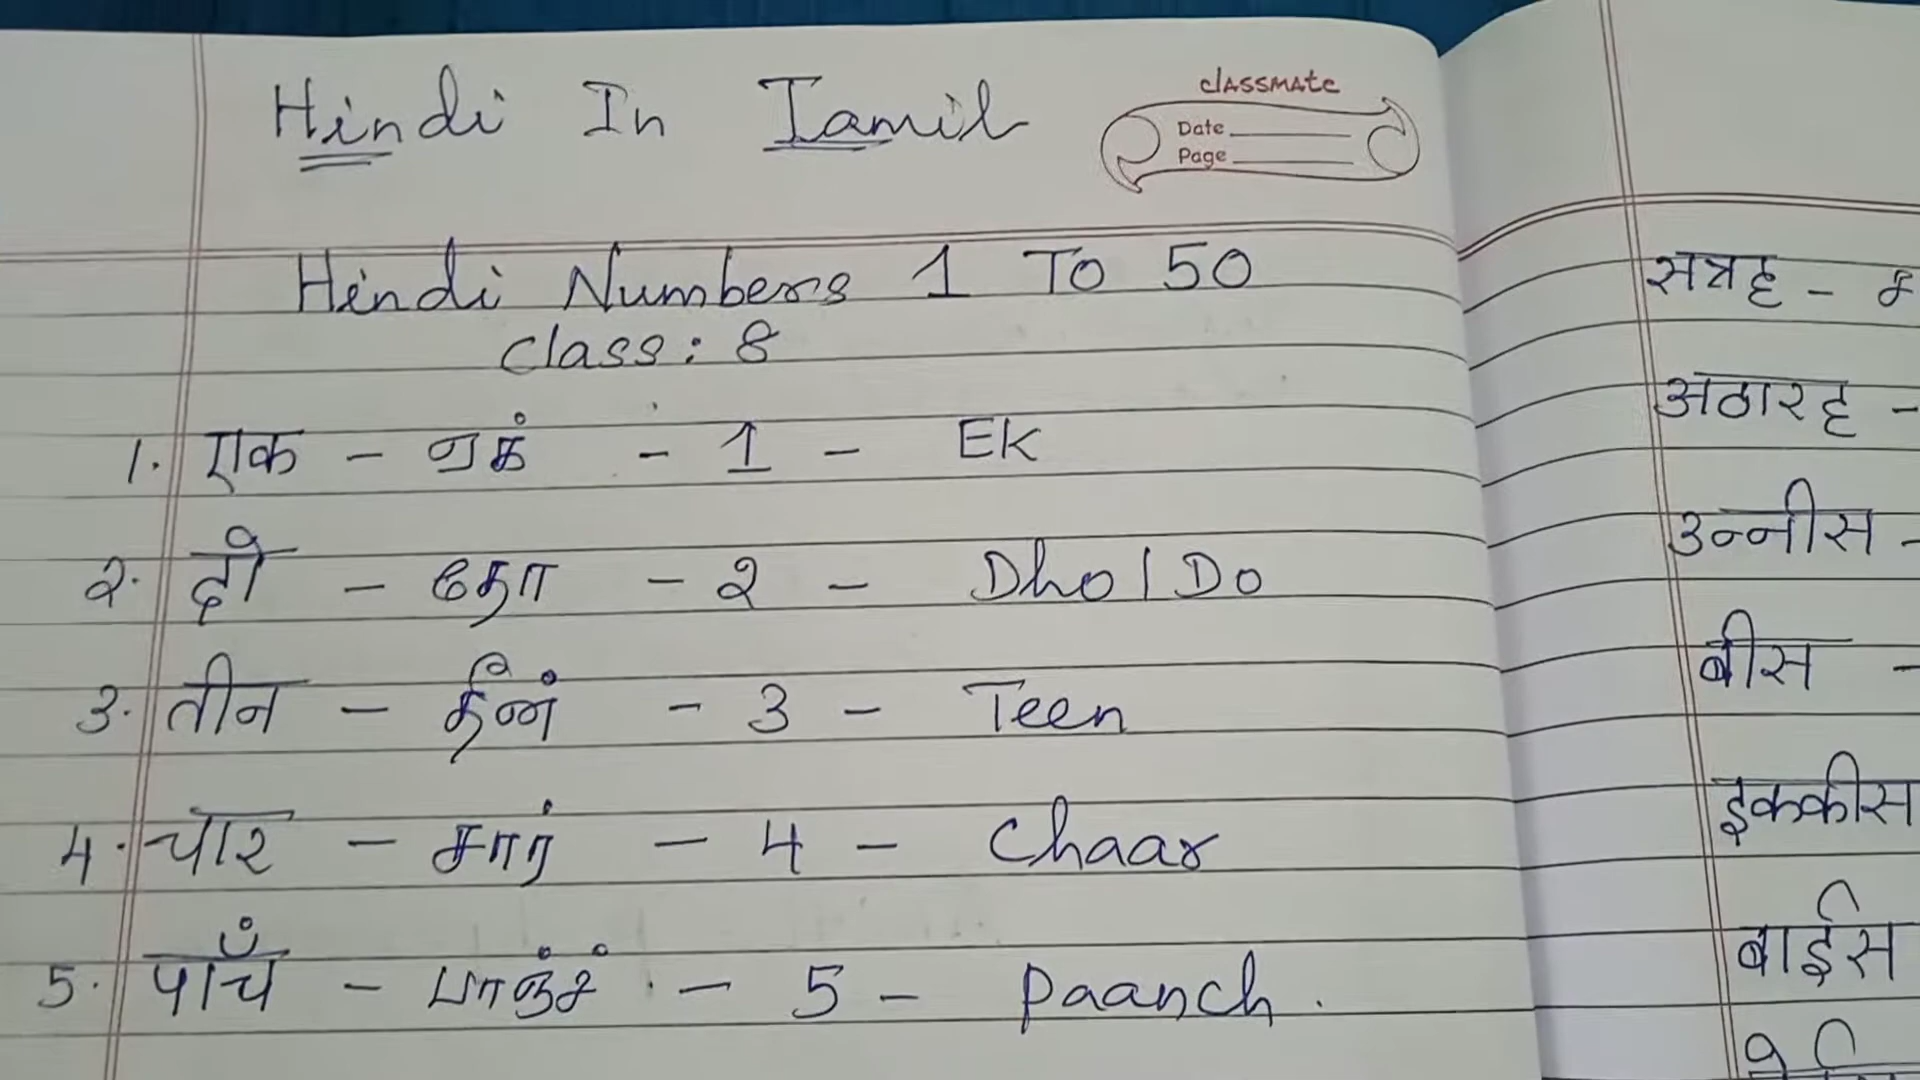 Hindi In Tamil
classmate
Date
Page
Hindi Numbers 1 To 50
class: 8
1. एक - ஏக் - 1 - Ek
2. दो - தோ - 2 - Dho/Do
3. तीन - தீன் - 3 - Teen
4. चार - சார் - 4 - Chaar
5. पाँच - பாஞ்ச் - 5 - Paanch.
सत्रह -
अठारह -
उन्नीस -
बीस -
इक्कीस
बाईस